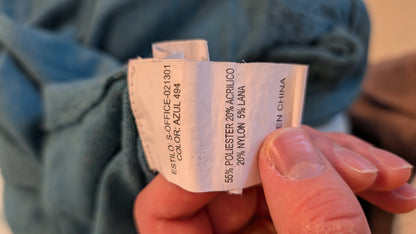 ESTILO: S-OFFICE-021301
COLOR: AZUL 494
55% POLIESTER 20% ACRILICO
20% NYLON 5% LANA
EN CHINA